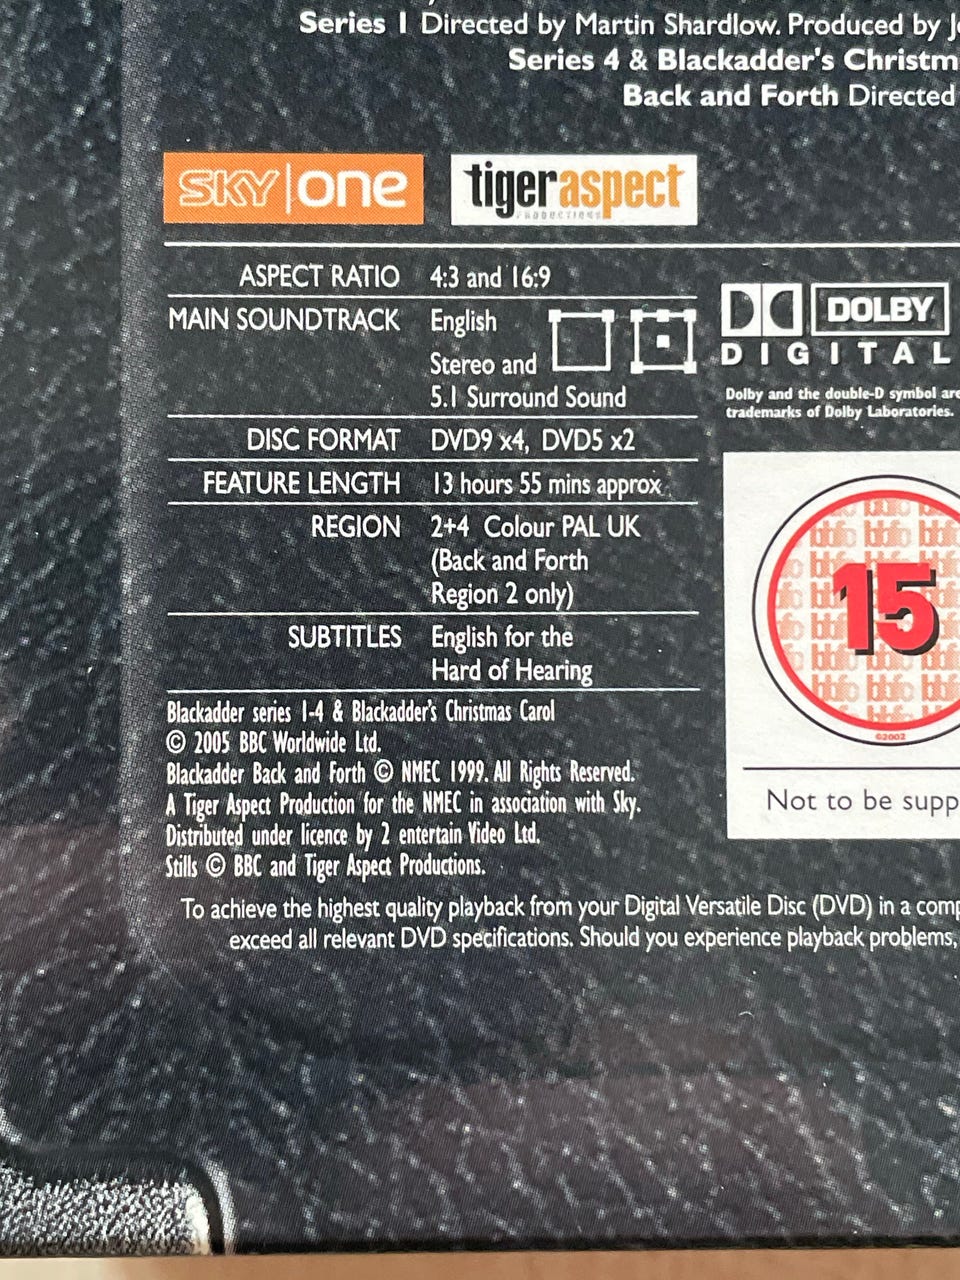 Series 1 Directed by Martin Shardlow. Produced by
Series 4 & Blackadder's
Back and Forth Directed
SKY one
tigeraspect
PRODUCTIONS
ASPECT RATIO 4:3 and 16:9
MAIN SOUNDTRACK English
Stereo and
5.1 Surround Sound
DISC FORMAT DVD9 x4, DVD5 x2
FEATURE LENGTH 13 hours 55 mins approx
REGION 2+4 Colour PAL UK
(Back and Forth
Region 2 only)
SUBTITLES English for the
Hard of Hearing
DOLBY
DIGITAL
Dolby and the double-D symbol are
trademarks of Dolby Laboratories.
bbfc
15
©2002
Not to be
Blackadder series 1-4 & Blackadder's Christmas Carol
© 2005 BBC Worldwide Ltd.
Blackadder Back and Forth © NMEC 1999. All Rights Reserved.
A Tiger Aspect Production for the NMEC in association with Sky.
Distributed under licence by 2 entertain Video Ltd.
Stills © BBC and Tiger Aspect Productions.
To achieve the highest quality playback from your Digital Versatile Disc (DVD) in a
exceed all relevant DVD specifications. Should you experience playback problems,